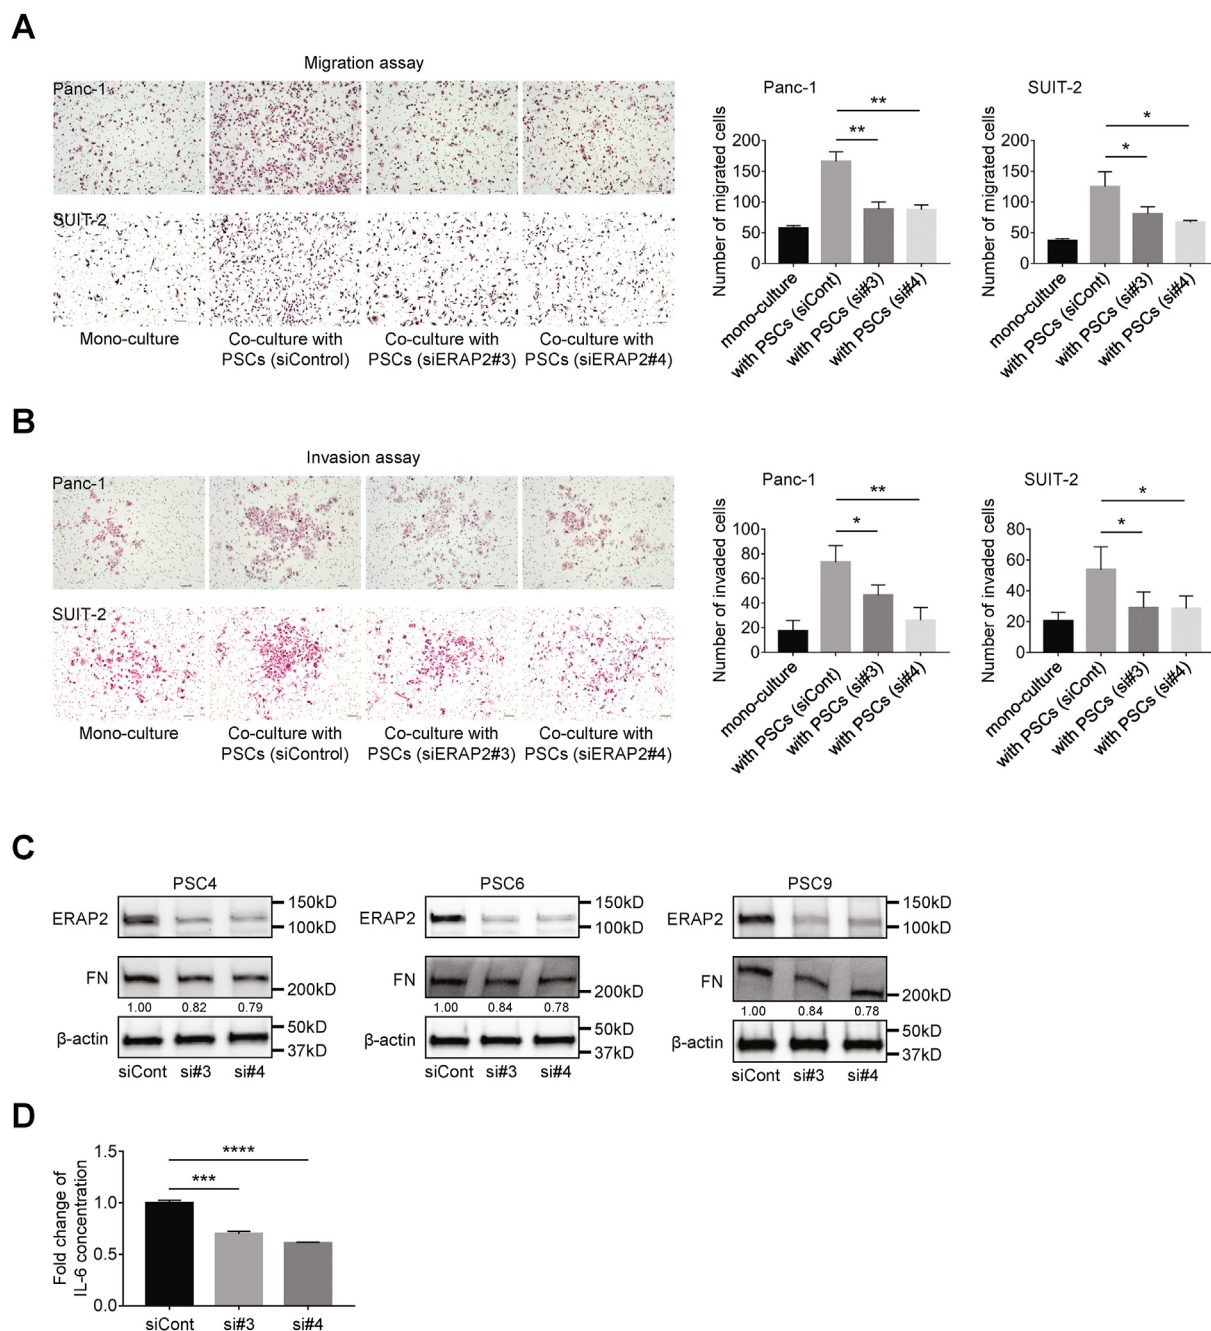 A
Migration assay
Panc-1
SUIT-2
Mono-culture
Co-culture with
PSCs (siControl)
Co-culture with
PSCs (siERAP2#3)
Co-culture with
PSCs (siERAP2#4)
Panc-1
Number of migrated cells
200
150
100
50
0
**
**
mono-culture
with PSCs (siCont)
with PSCs (si#3)
with PSCs (si#4)
SUIT-2
Number of migrated cells
200
150
100
50
0
*
*
mono-culture
with PSCs (siCont)
with PSCs (si#3)
with PSCs (si#4)
B
Invasion assay
Panc-1
SUIT-2
Mono-culture
Co-culture with
PSCs (siControl)
Co-culture with
PSCs (siERAP2#3)
Co-culture with
PSCs (siERAP2#4)
Panc-1
Number of invaded cells
100
80
60
40
20
0
**
*
mono-culture
with PSCs (siCont)
with PSCs (si#3)
with PSCs (si#4)
SUIT-2
Number of invaded cells
80
60
40
20
0
*
*
mono-culture
with PSCs (siCont)
with PSCs (si#3)
with PSCs (si#4)
C
PSC4
ERAP2
150kD
100kD
FN
200kD
1.00 0.82 0.79
β-actin
50kD
37kD
siCont si#3 si#4
PSC6
ERAP2
150kD
100kD
FN
200kD
1.00 0.84 0.78
β-actin
50kD
37kD
siCont si#3 si#4
PSC9
ERAP2
150kD
100kD
FN
200kD
1.00 0.84 0.78
β-actin
50kD
37kD
siCont si#3 si#4
D
Fold change of
IL-6 concentration
1.5
1.0
0.5
0.0
****
***
siCont si#3 si#4